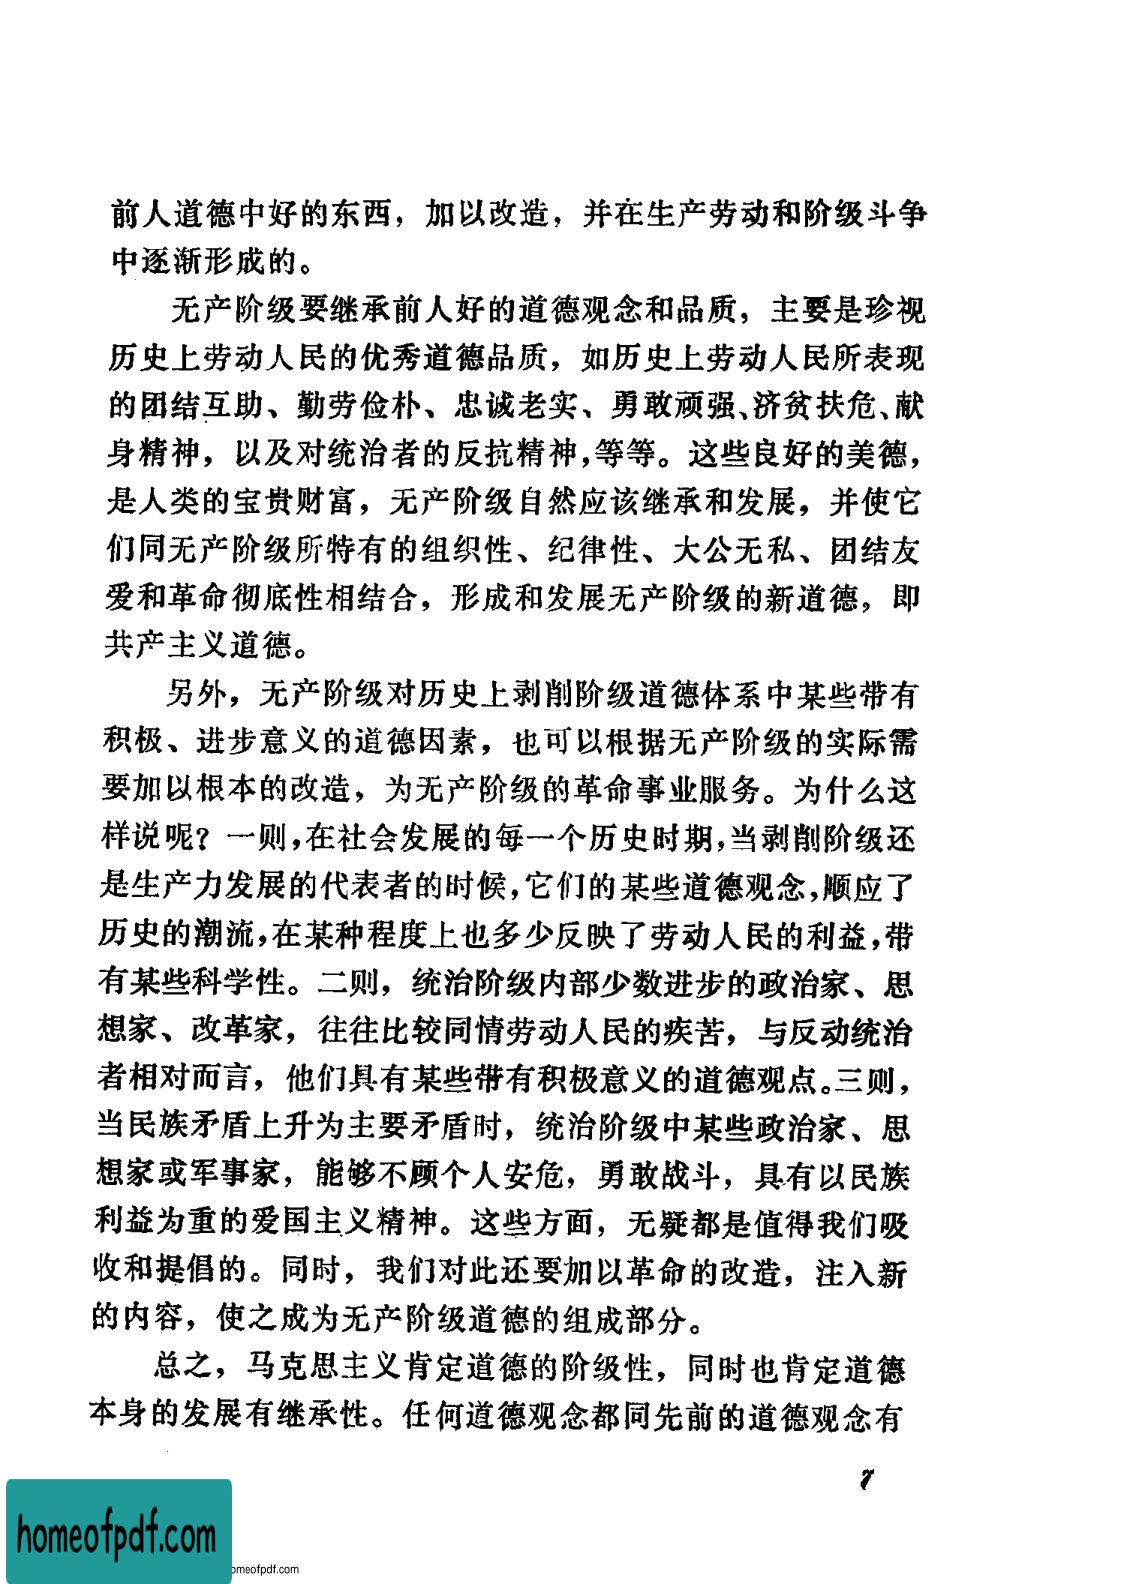 前人道德中好的东西，加以改造，并在生产劳动和阶级斗争
中逐渐形成的。
无产阶级要继承前人好的道德观念和品质，主要是珍视
历史上劳动人民的优秀道德品质，如历史上劳动人民所表现
的团结互助、勤劳俭朴、忠诚老实、勇敢顽强、济贫扶危、献
身精神，以及对统治者的反抗精神，等等。这些良好的美德，
是人类的宝贵财富，无产阶级自然应该继承和发展，并使它
们同无产阶级所特有的组织性、纪律性、大公无私、团结友
爱和革命彻底性相结合，形成和发展无产阶级的新道德，即
共产主义道德。
另外，无产阶级对历史上剥削阶级道德体系中某些带有
积极、进步意义的道德因素，也可以根据无产阶级的实际需
要加以根本的改造，为无产阶级的革命事业服务。为什么这
样说呢？一则，在社会发展的每一个历史时期，当剥削阶级还
是生产力发展的代表者的时候，它们的某些道德观念，顺应了
历史的潮流，在某种程度上也多少反映了劳动人民的利益，带
有某些科学性。二则，统治阶级内部少数进步的政治家、思
想家、改革家，往往比较同情劳动人民的疾苦，与反动统治
者相对而言，他们具有某些带有积极意义的道德观点。三则，
当民族矛盾上升为主要矛盾时，统治阶级中某些政治家、思
想家或军事家，能够不顾个人安危，勇敢战斗，具有以民族
利益为重的爱国主义精神。这些方面，无疑都是值得我们吸
收和提倡的。同时，我们对此还要加以革命的改造，注入新
的内容，使之成为无产阶级道德的组成部分。
总之，马克思主义肯定道德的阶级性，同时也肯定道德
本身的发展有继承性。任何道德观念都同先前的道德观念有
7
homeofpdf.com
omeofpdf.com